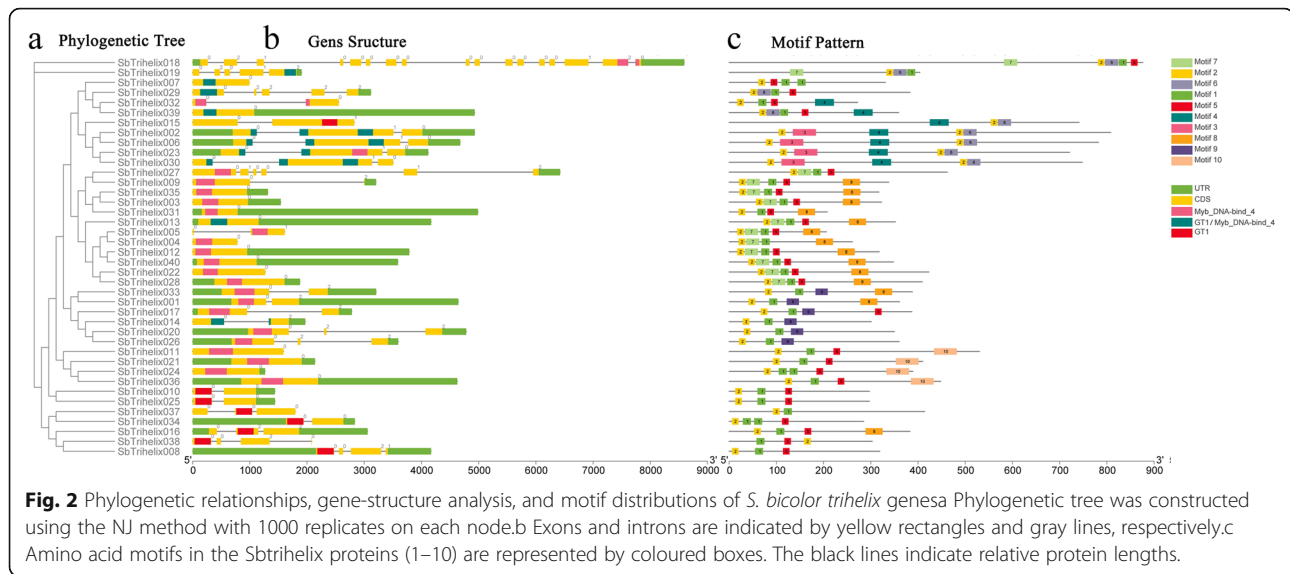 a Phylogenetic Tree b Gens Sructure c Motif Pattern
SbTrihelix018
SbTrihelix019
SbTrihelix007
SbTrihelix029
SbTrihelix032
SbTrihelix039
SbTrihelix015
SbTrihelix002
SbTrihelix006
SbTrihelix023
SbTrihelix030
SbTrihelix027
SbTrihelix009
SbTrihelix035
SbTrihelix003
SbTrihelix031
SbTrihelix013
SbTrihelix005
SbTrihelix004
SbTrihelix012
SbTrihelix040
SbTrihelix022
SbTrihelix028
SbTrihelix033
SbTrihelix001
SbTrihelix017
SbTrihelix014
SbTrihelix020
SbTrihelix026
SbTrihelix011
SbTrihelix021
SbTrihelix024
SbTrihelix036
SbTrihelix010
SbTrihelix025
SbTrihelix037
SbTrihelix034
SbTrihelix016
SbTrihelix038
SbTrihelix008
5' 3' 5' 3'
0 1000 2000 3000 4000 5000 6000 7000 8000 9000
0 100 200 300 400 500 600 700 800 900
Motif 7
Motif 2
Motif 6
Motif 1
Motif 5
Motif 4
Motif 3
Motif 8
Motif 9
Motif 10
UTR
CDS
Myb_DNA-bind_4
GT1/ Myb_DNA-bind_4
GT1
Fig. 2 Phylogenetic relationships, gene-structure analysis, and motif distributions of S. bicolor trihelix genesa Phylogenetic tree was constructed
using the NJ method with 1000 replicates on each node.b Exons and introns are indicated by yellow rectangles and gray lines, respectively.c
Amino acid motifs in the Sbtrihelix proteins (1–10) are represented by coloured boxes. The black lines indicate relative protein lengths.